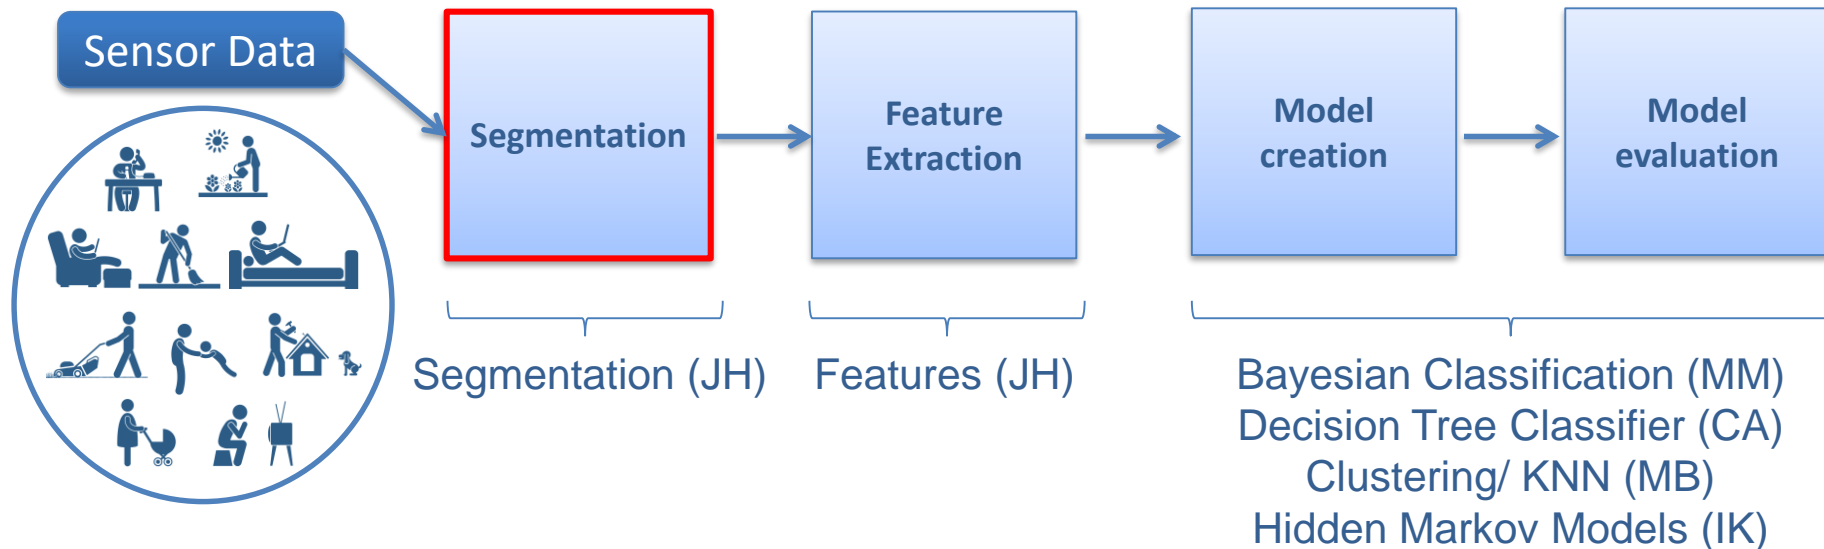 Sensor Data
Segmentation
Feature
Extraction
Model
creation
Model
evaluation
Segmentation (JH)
Features (JH)
Bayesian Classification (MM)
Decision Tree Classifier (CA)
Clustering/ KNN (MB)
Hidden Markov Models (IK)